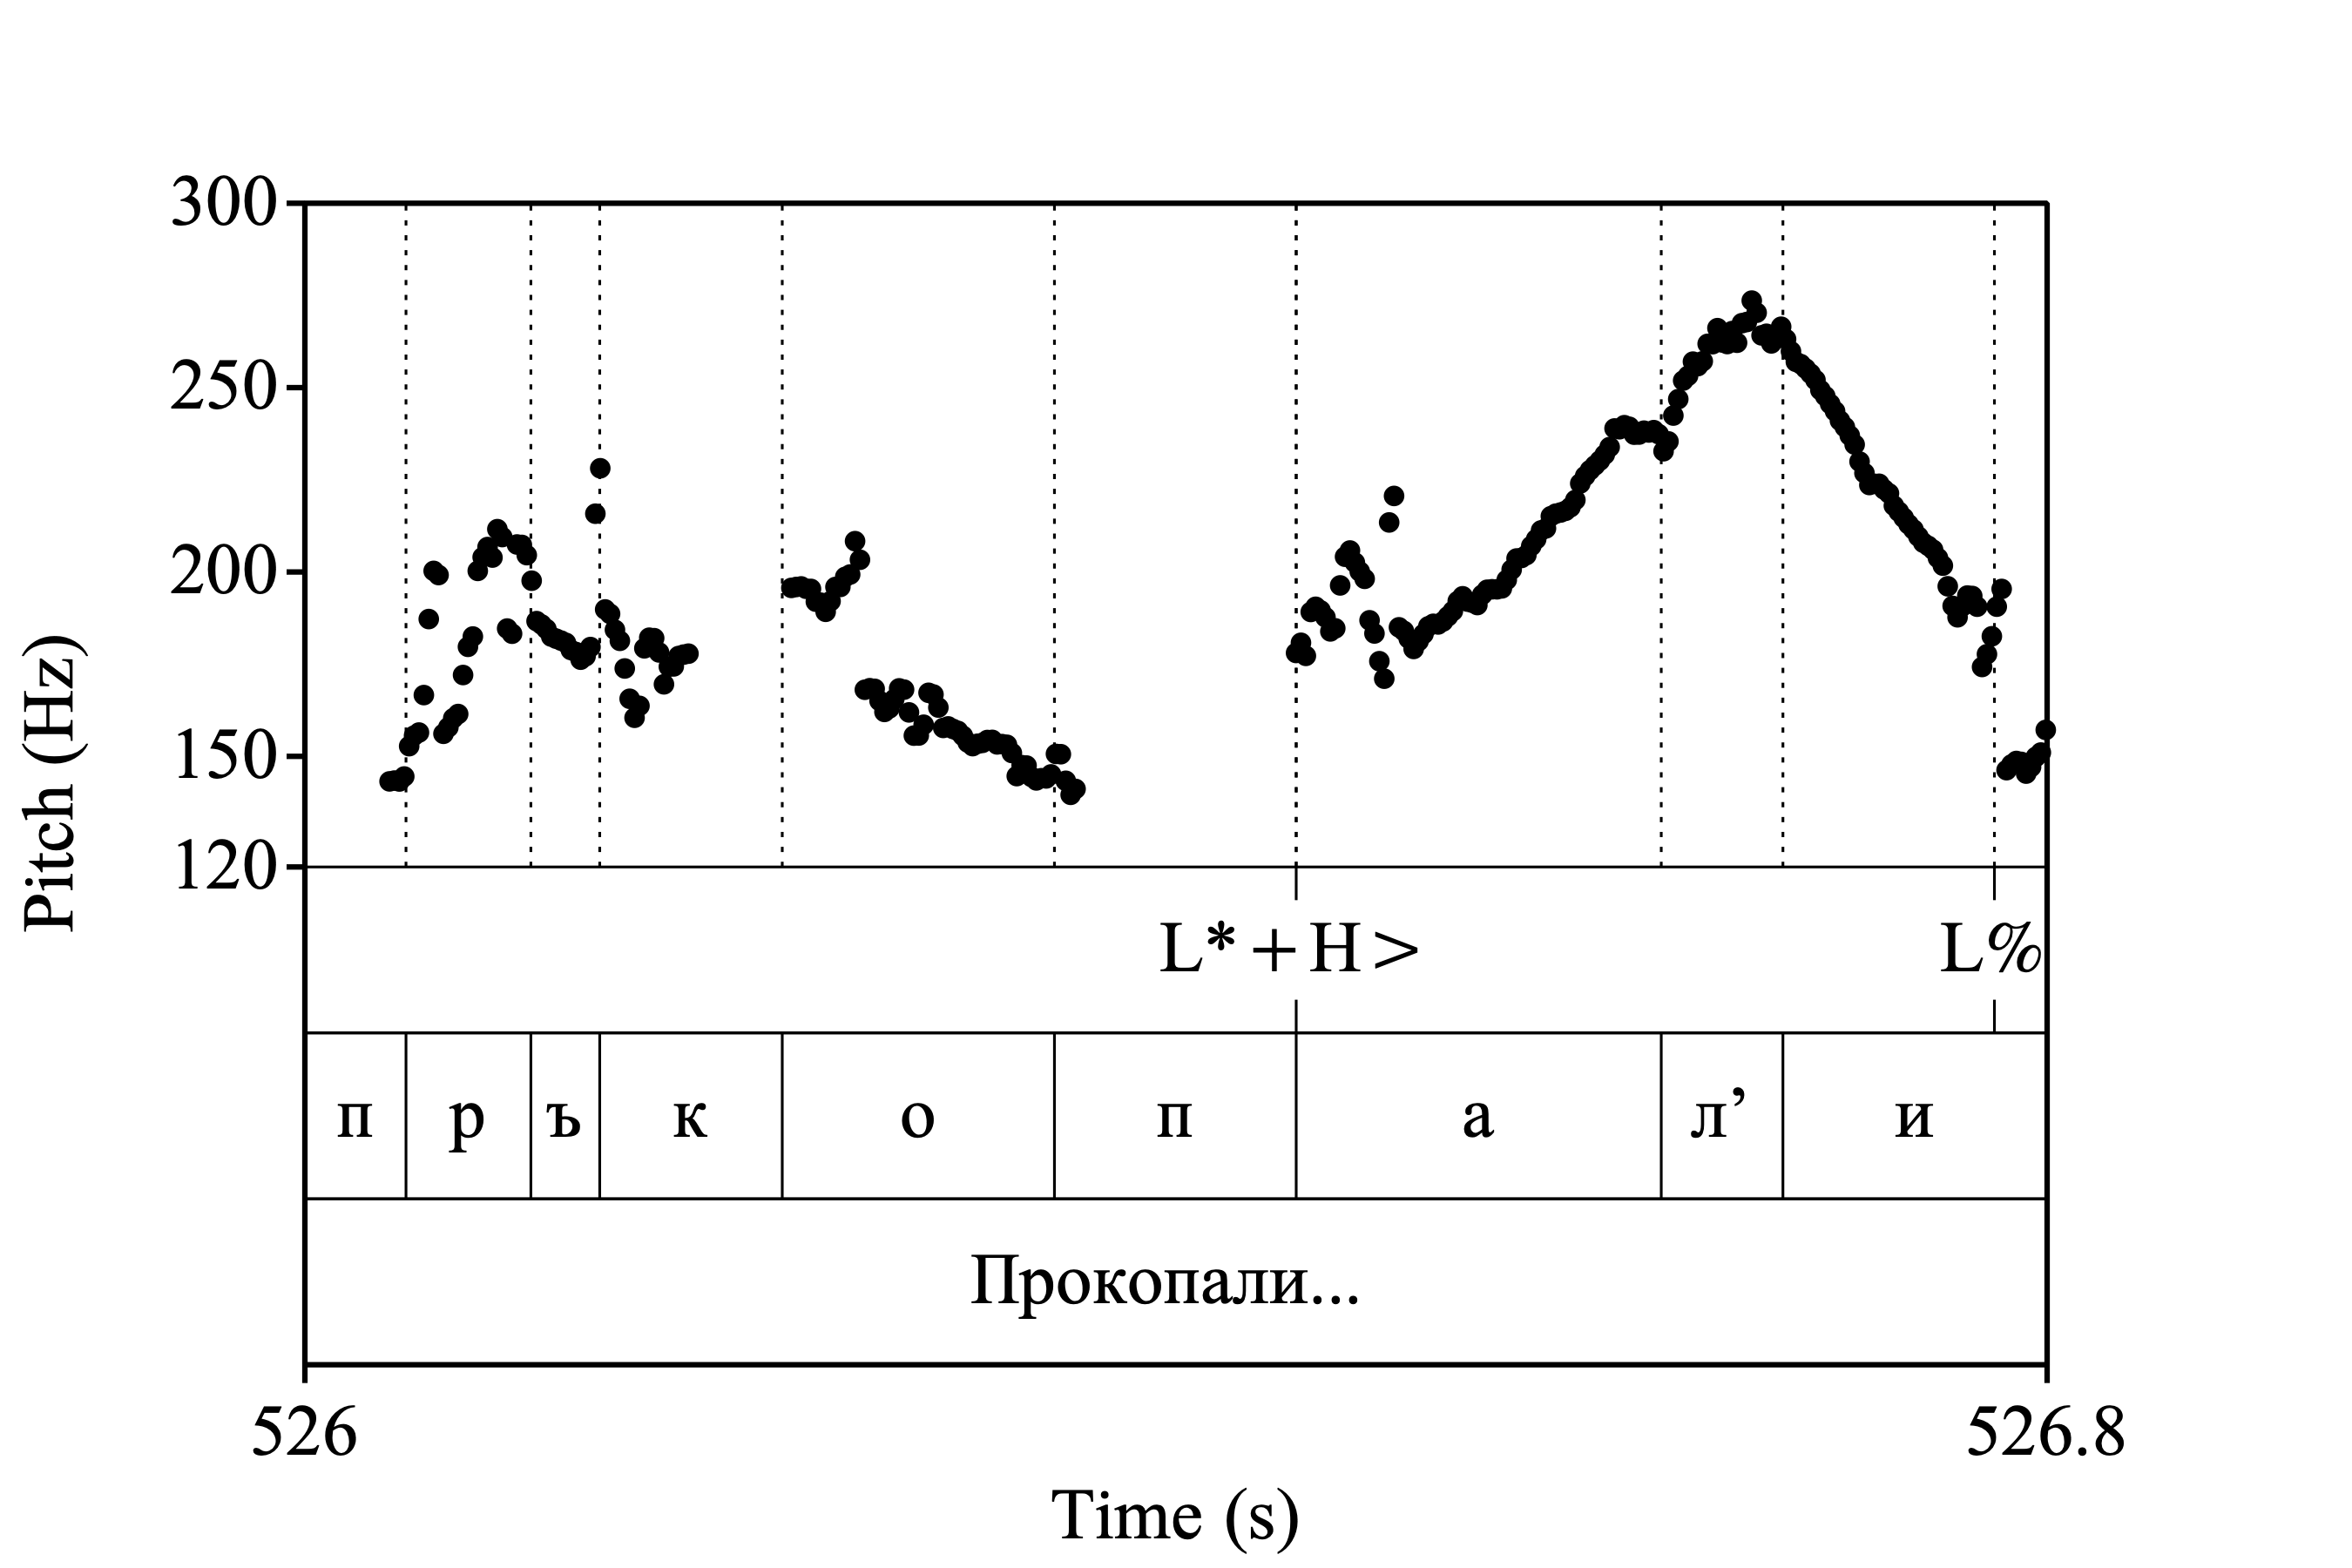 300
250
200
150
120
Pitch (Hz)
L*+H> L%
п р ъ к о п а л’ и
Прокопали...
526 526.8
Time (s)